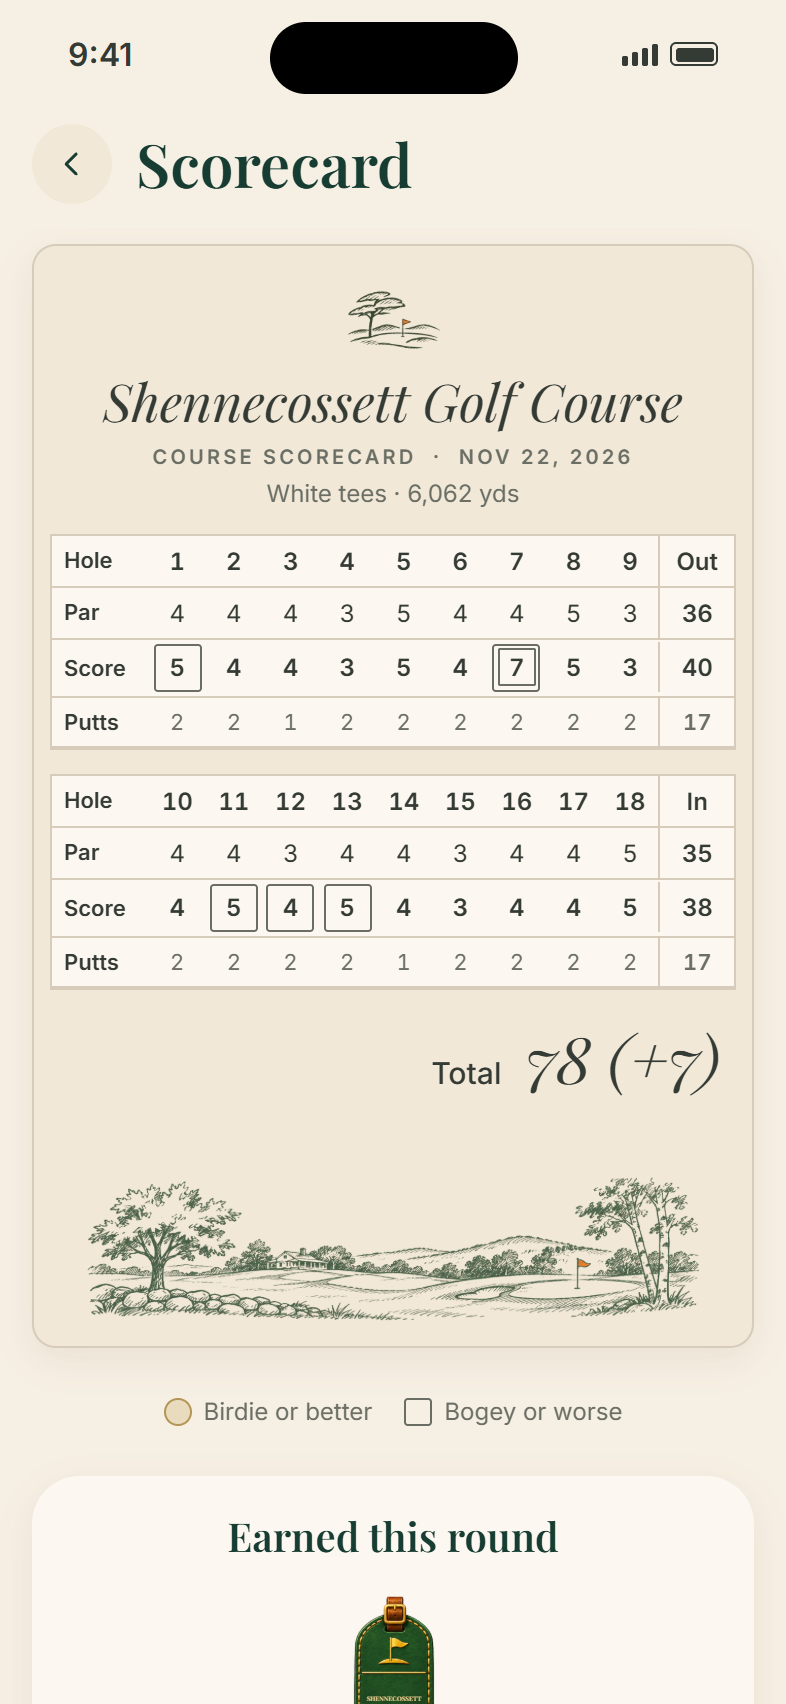 9:41
Scorecard
Shennecossett Golf Course
COURSE SCORECARD · NOV 22, 2026
White tees · 6,062 yds
Hole 1 2 3 4 5 6 7 8 9 Out
Par 4 4 4 3 5 4 4 5 3 36
Score 5 4 4 3 5 4 7 5 3 40
Putts 2 2 1 2 2 2 2 2 2 17
Hole 10 11 12 13 14 15 16 17 18 In
Par 4 4 3 4 4 3 4 4 5 35
Score 4 5 4 5 4 3 4 4 5 38
Putts 2 2 2 2 1 2 2 2 2 17
Total 78 (+7)
Birdie or better Bogey or worse
Earned this round
SHENNECOSSETT